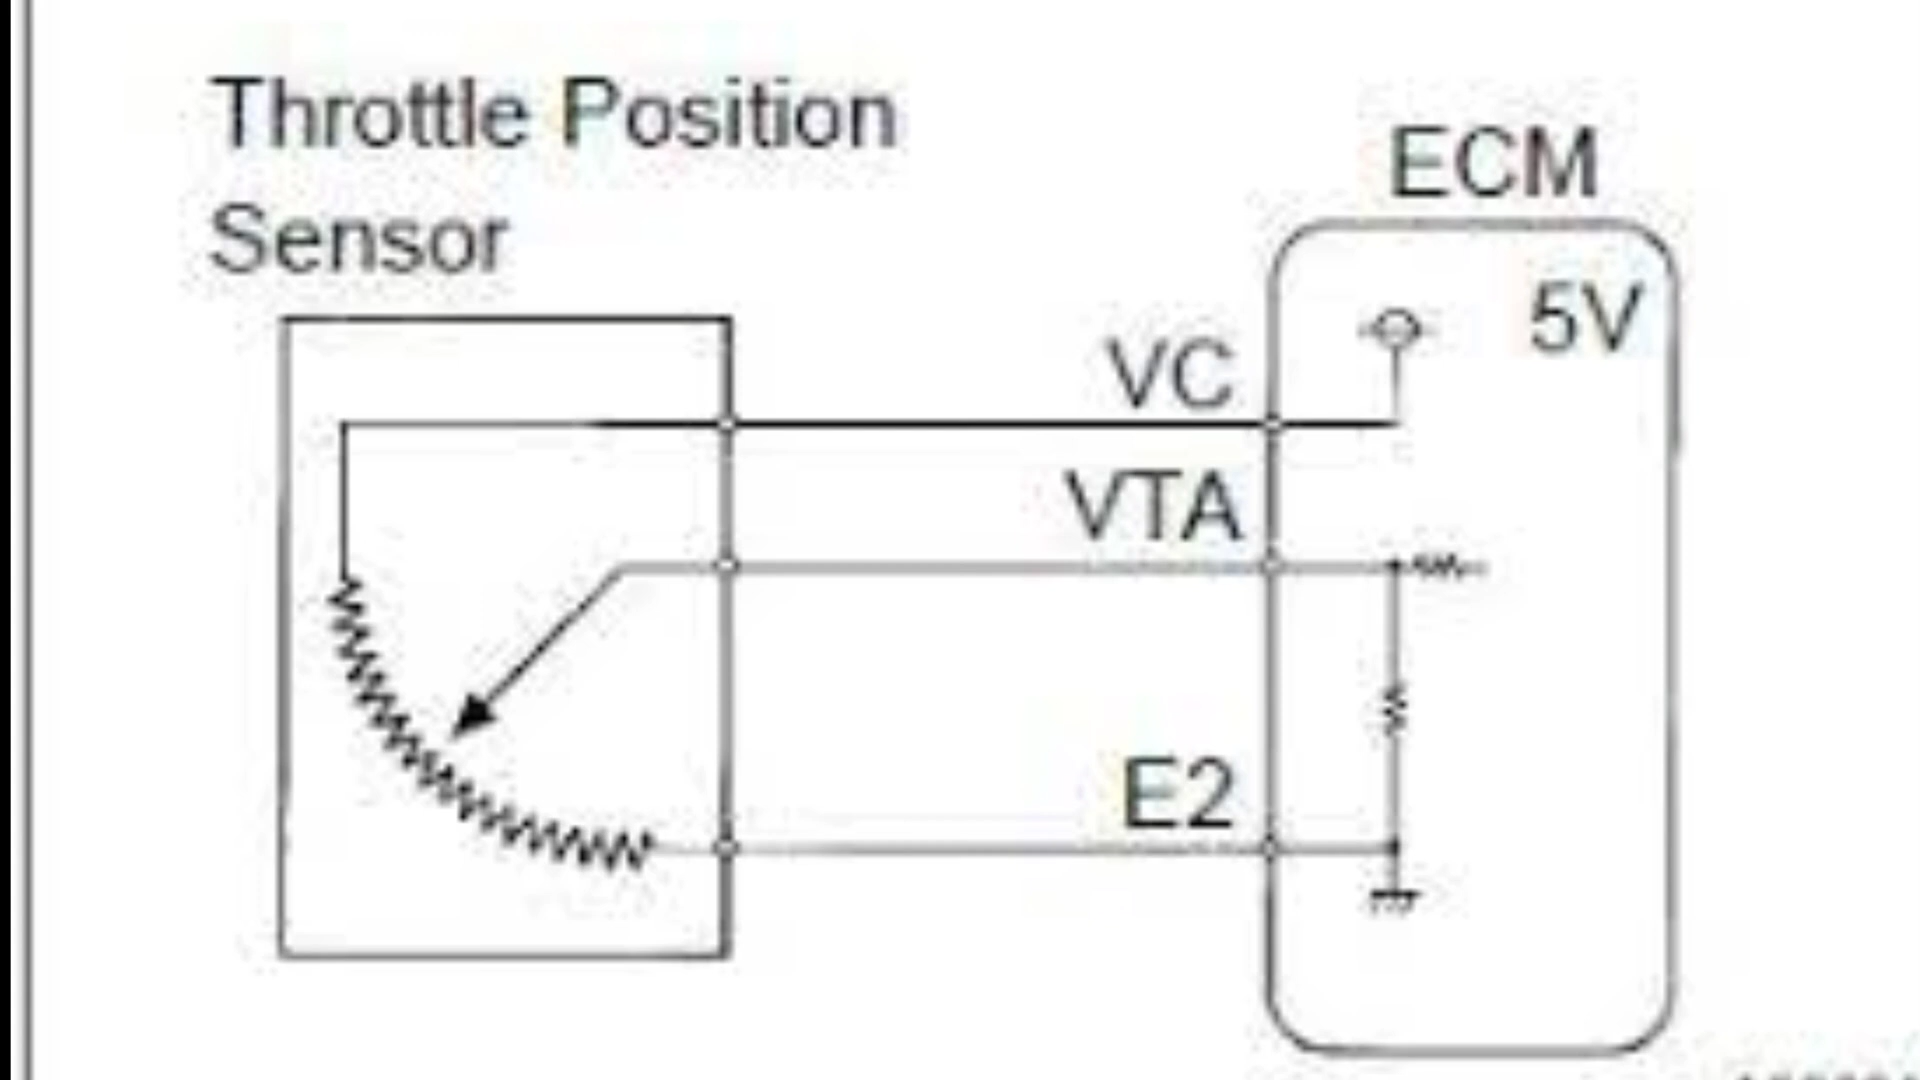 Throttle Position
Sensor
ECM
5V
VC
VTA
E2